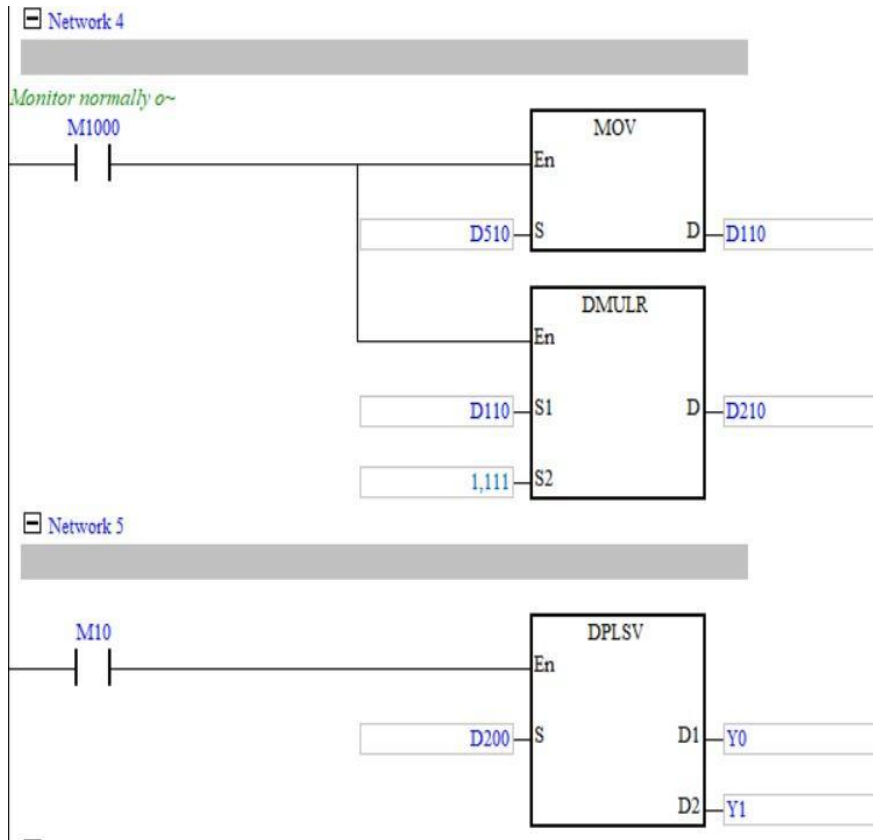 Network 4
Monitor normally o~
M1000
MOV
En
D510 S D D110
DMULR
En
D110 S1 D D210
1,111 S2
Network 5
M10
DPLSV
En
D200 S D1 Y0
D2 Y1